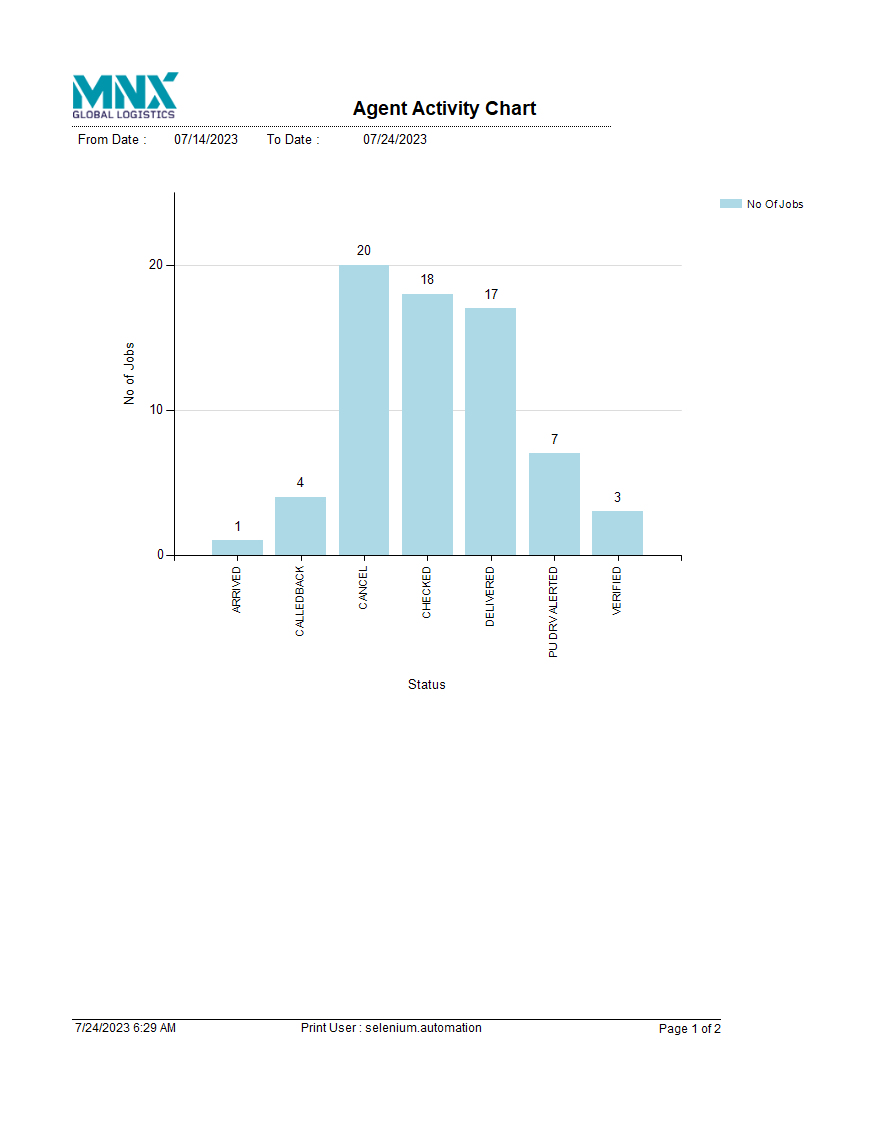 MNX
GLOBAL LOGISTICS
Agent Activity Chart
From Date : 07/14/2023 To Date : 07/24/2023
No Of Jobs
20
10
0
No of Jobs
1
4
20
18
17
7
3
ARRIVED
CALLEDBACK
CANCEL
CHECKED
DELIVERED
PU DRV ALERTED
VERIFIED
Status
7/24/2023 6:29 AM Print User : selenium.automation Page 1 of 2